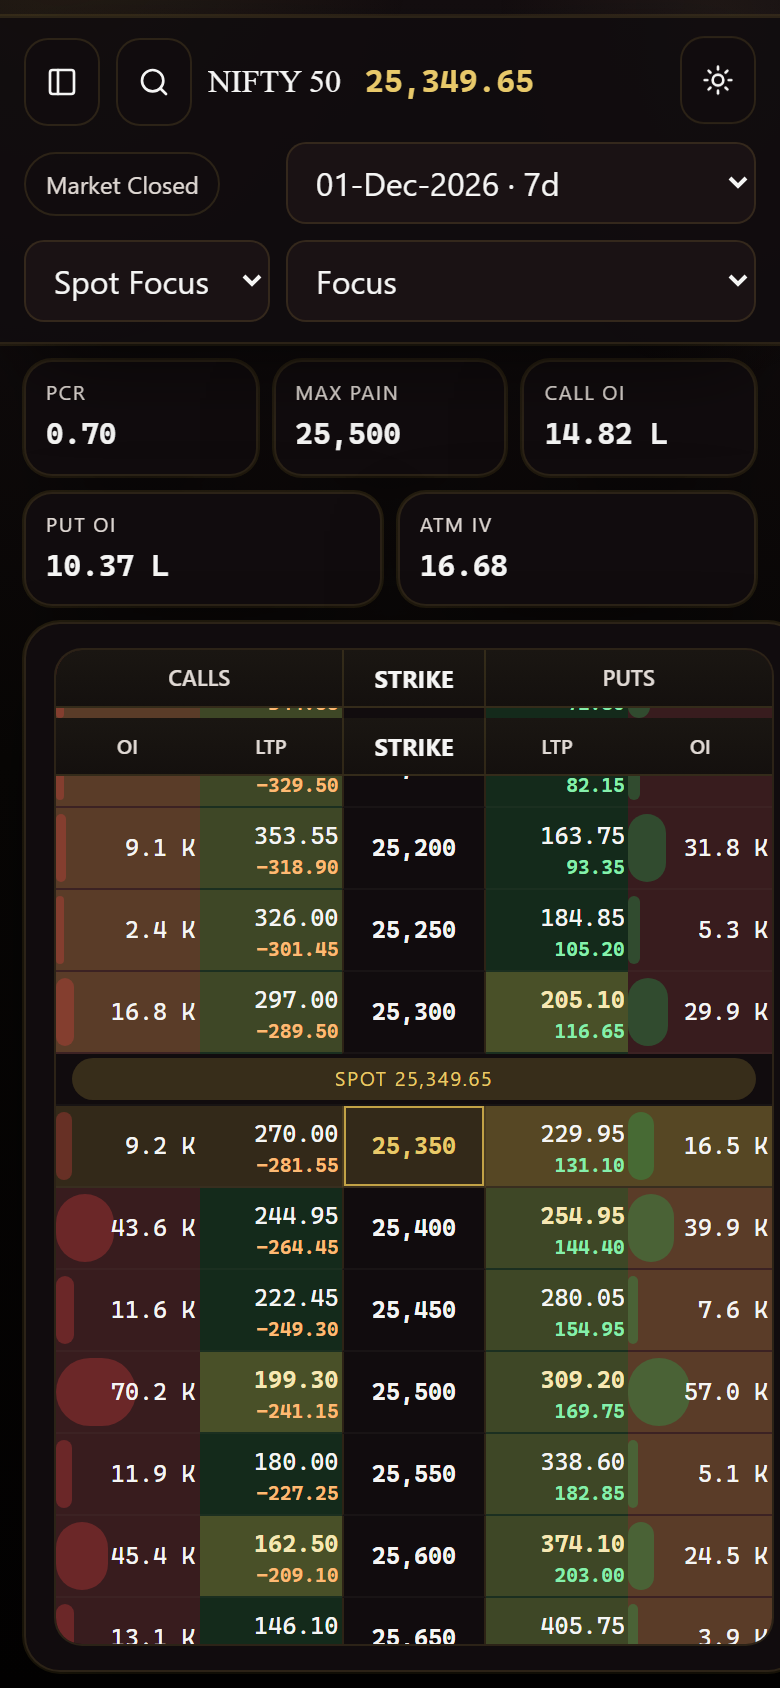 NIFTY 50 25,349.65
Market Closed 01-Dec-2026 · 7d
Spot Focus Focus
PCR MAX PAIN CALL OI
0.70 25,500 14.82 L
PUT OI ATM IV
10.37 L 16.68
CALLS STRIKE PUTS
OI LTP STRIKE LTP OI
−329.50 82.15
9.1 K 353.55 25,200 163.75 31.8 K
−318.90 93.35
2.4 K 326.00 25,250 184.85 5.3 K
−301.45 105.20
16.8 K 297.00 25,300 205.10 29.9 K
−289.50 116.65
SPOT 25,349.65
9.2 K 270.00 25,350 229.95 16.5 K
−281.55 131.10
43.6 K 244.95 25,400 254.95 39.9 K
−264.45 144.40
11.6 K 222.45 25,450 280.05 7.6 K
−249.30 154.95
70.2 K 199.30 25,500 309.20 57.0 K
−241.15 169.75
11.9 K 180.00 25,550 338.60 5.1 K
−227.25 182.85
45.4 K 162.50 25,600 374.10 24.5 K
−209.10 203.00
13.1 K 146.10 25,650 405.75 3.9 K